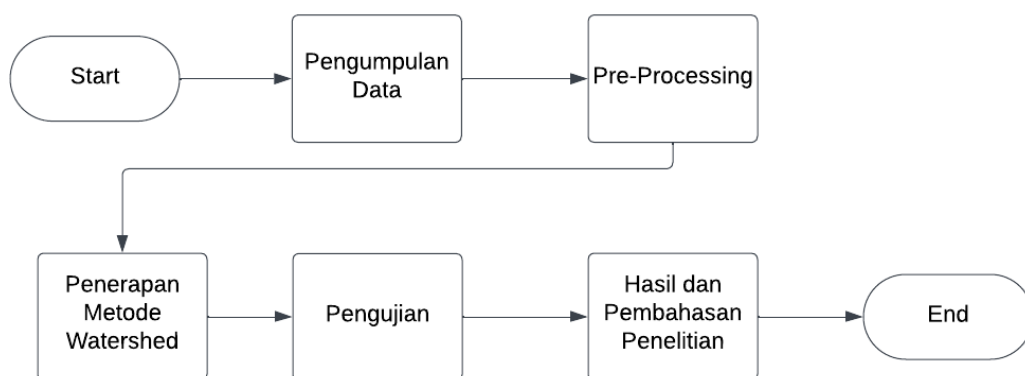 Start
Pengumpulan
Data
Pre-Processing
Penerapan
Metode
Watershed
Pengujian
Hasil dan
Pembahasan
Penelitian
End